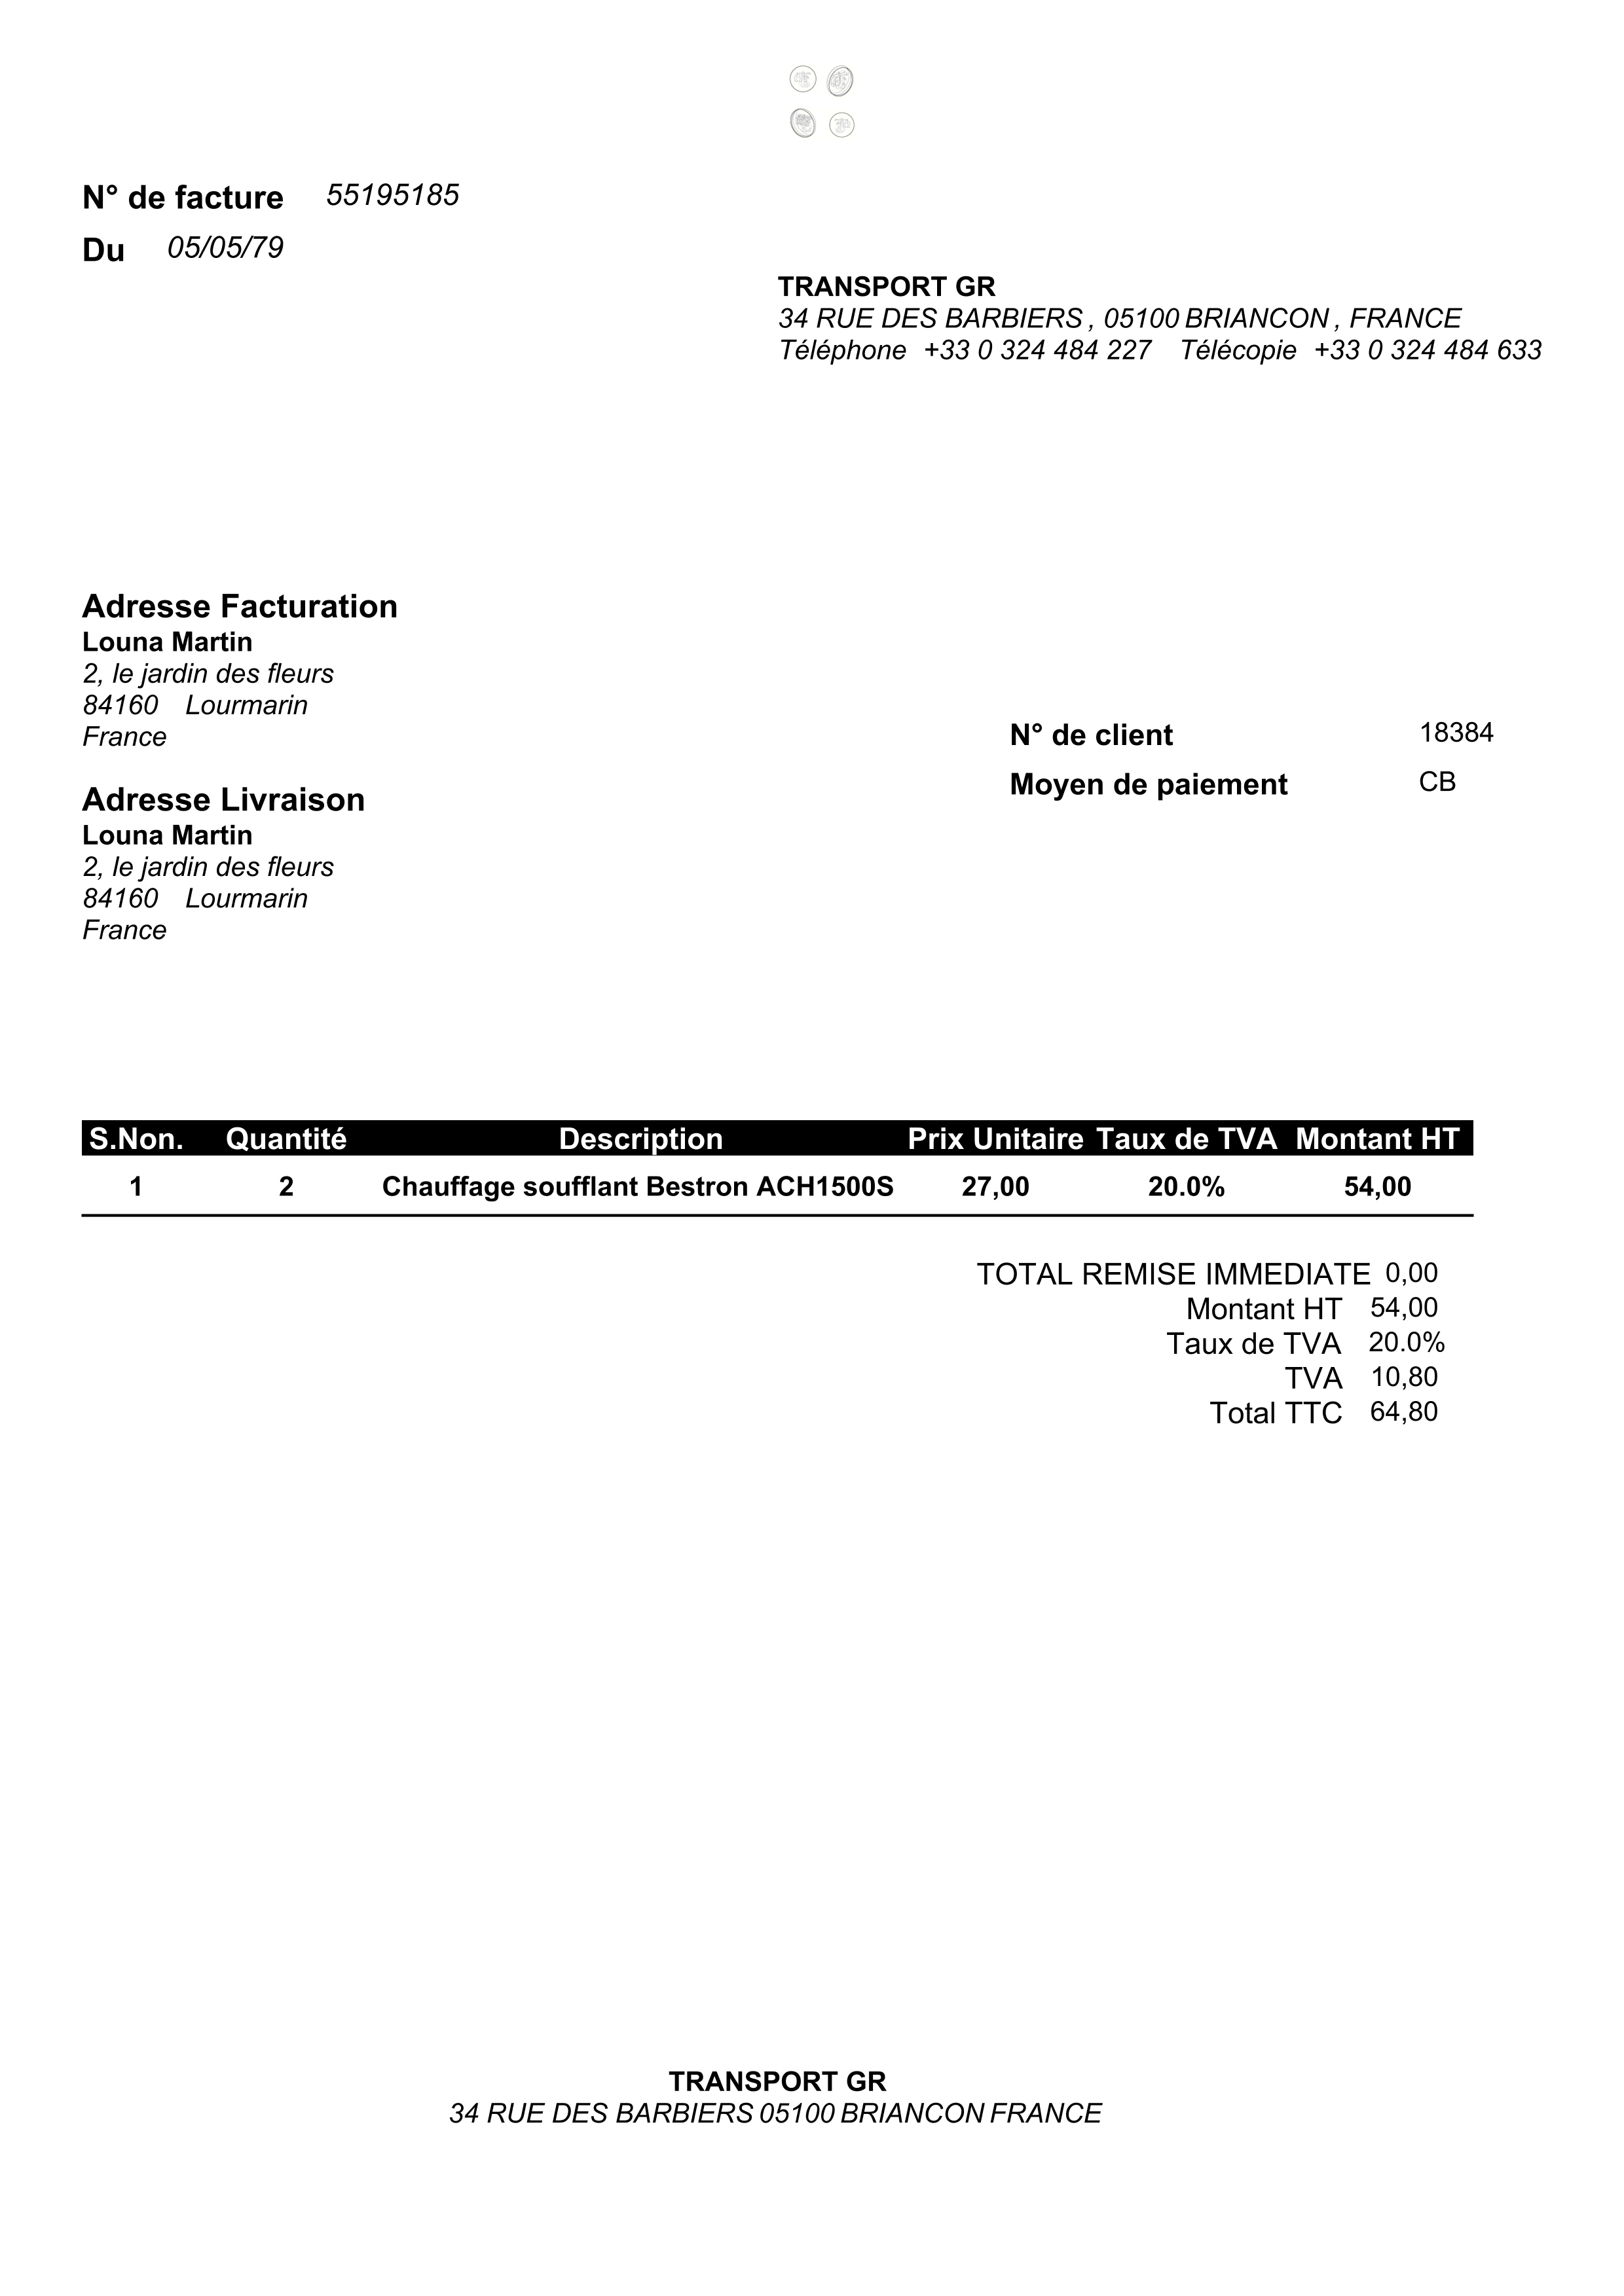 N° de facture 55195185
Du 05/05/79
TRANSPORT GR
34 RUE DES BARBIERS , 05100 BRIANCON , FRANCE
Téléphone +33 0 324 484 227 Télécopie +33 0 324 484 633
Adresse Facturation
Louna Martin
2, le jardin des fleurs
84160 Lourmarin
France
N° de client 18384
Moyen de paiement CB
Adresse Livraison
Louna Martin
2, le jardin des fleurs
84160 Lourmarin
France
S.Non. Quantité Description Prix Unitaire Taux de TVA Montant HT
1 2 Chauffage soufflant Bestron ACH1500S 27,00 20.0% 54,00
TOTAL REMISE IMMEDIATE 0,00
Montant HT 54,00
Taux de TVA 20.0%
TVA 10,80
Total TTC 64,80
TRANSPORT GR
34 RUE DES BARBIERS 05100 BRIANCON FRANCE